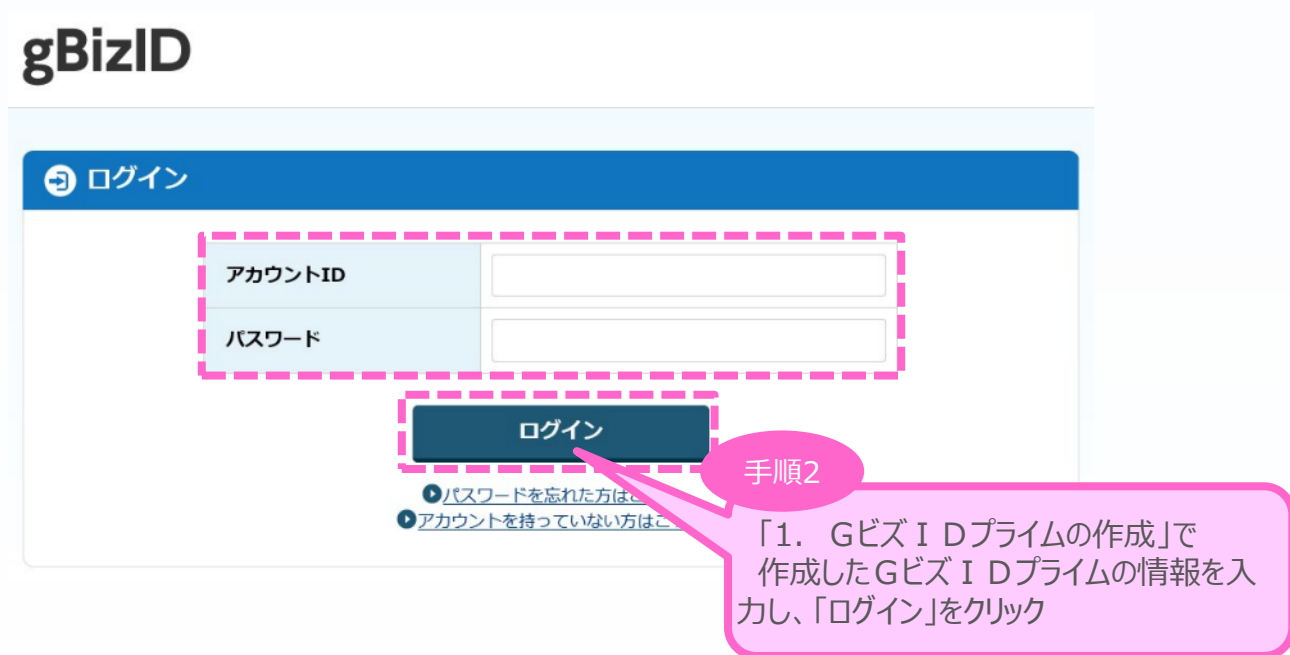 gBizID
ログイン
アカウントID
パスワード
ログイン
パスワードを忘れた方は
アカウントを持っていない方はこ
手順2
「1. GビズIDプライムの作成」で
作成したGビズIDプライムの情報を入
力し、「ログイン」をクリック